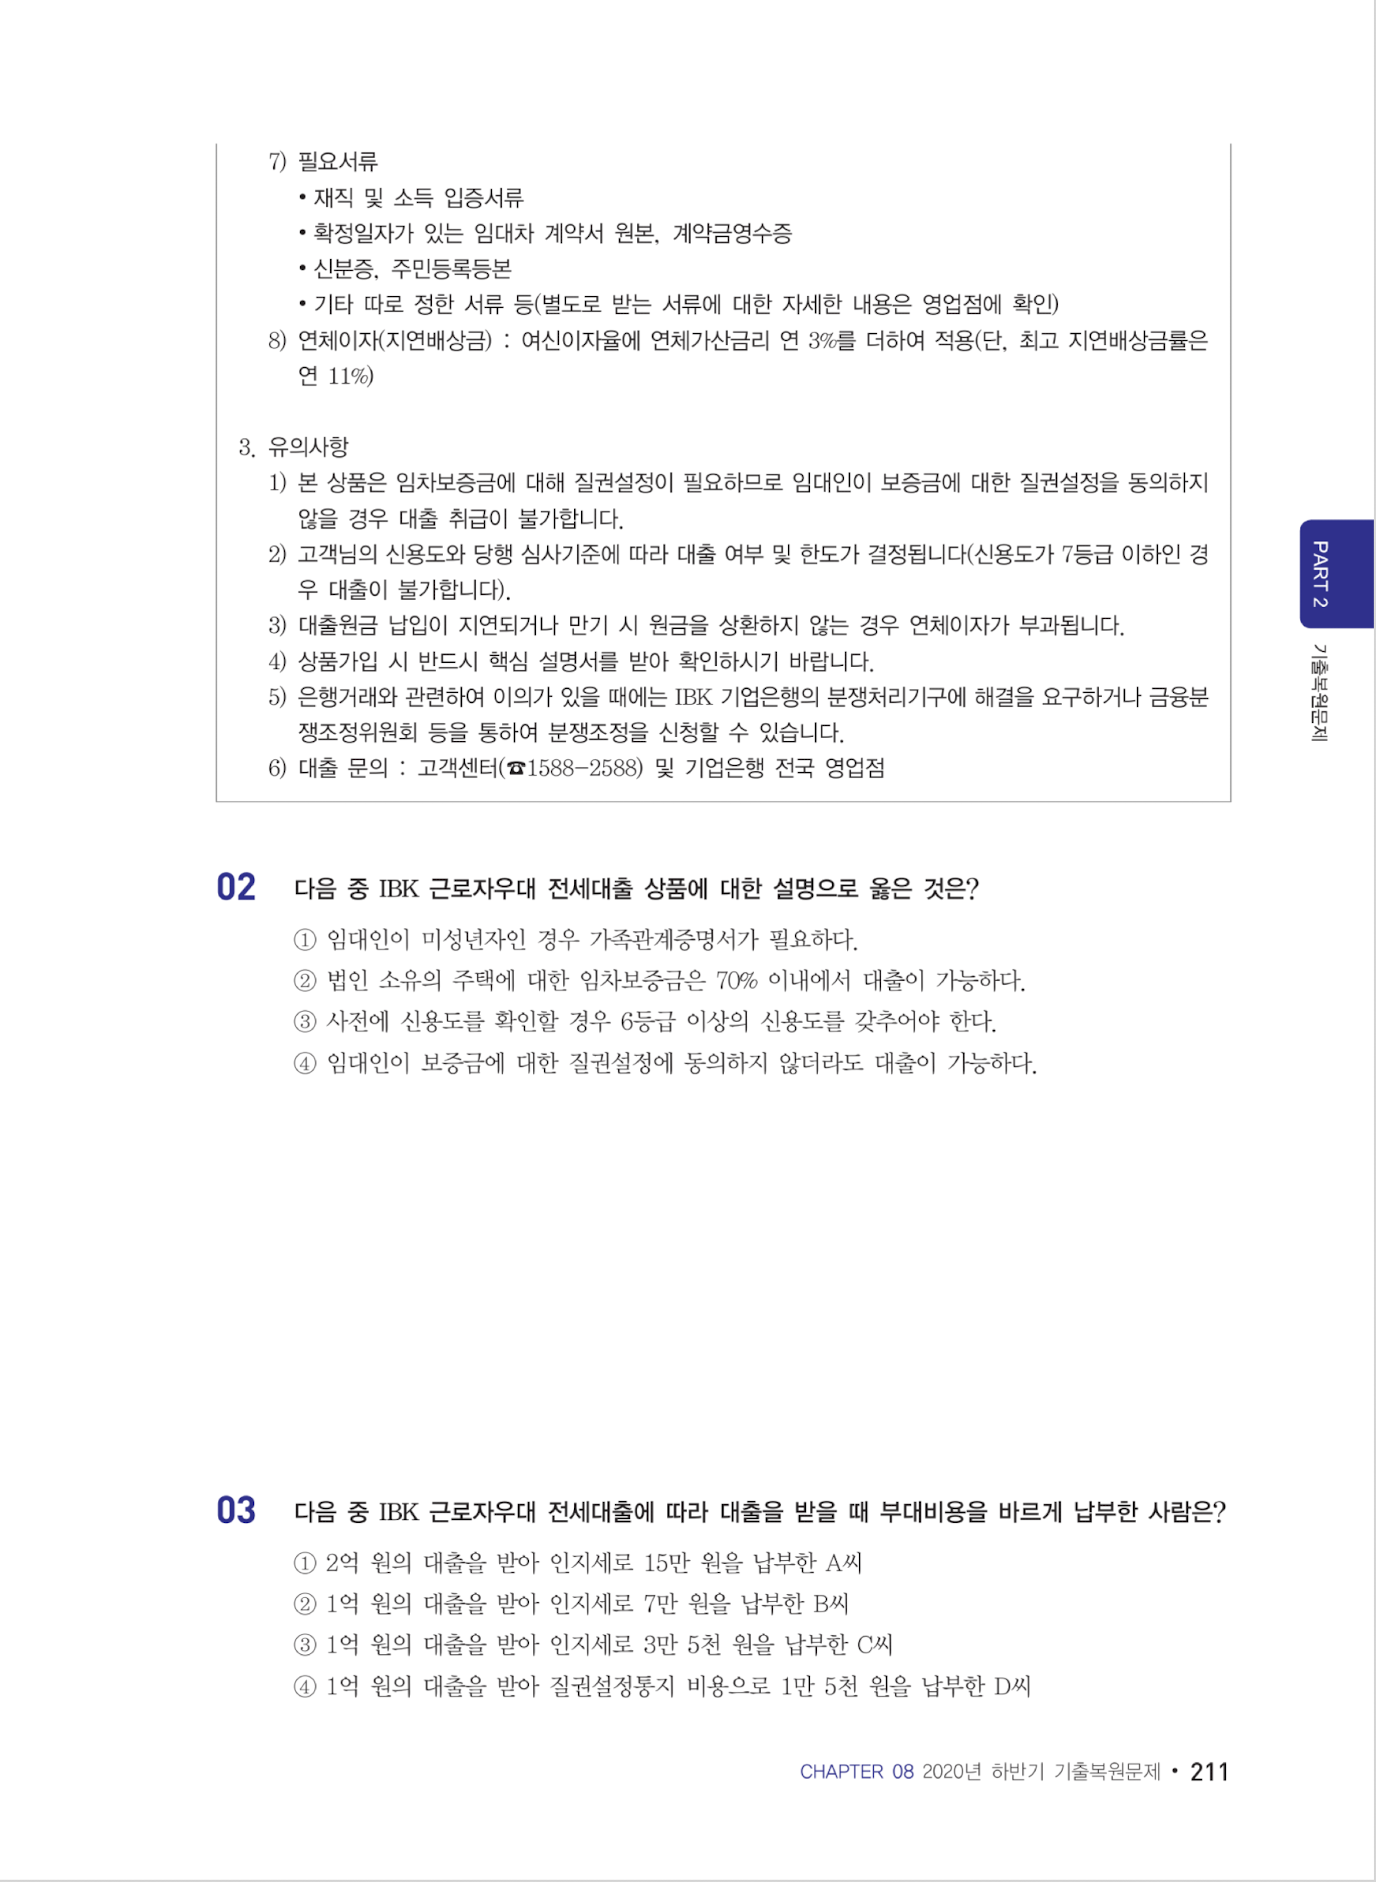 7) 필요서류
• 재직 및 소득 입증서류
• 확정일자가 있는 임대차 계약서 원본, 계약금영수증
• 신분증, 주민등록등본
• 기타 따로 정한 서류 등(별도로 받는 서류에 대한 자세한 내용은 영업점에 확인)
8) 연체이자(지연배상금) : 여신이자율에 연체가산금리 연 3%를 더하여 적용(단, 최고 지연배상금률은
연 11%)
3. 유의사항
1) 본 상품은 임차보증금에 대해 질권설정이 필요하므로 임대인이 보증금에 대한 질권설정을 동의하지
않을 경우 대출 취급이 불가합니다.
2) 고객님의 신용도와 당행 심사기준에 따라 대출 여부 및 한도가 결정됩니다(신용도가 7등급 이하인 경
우 대출이 불가합니다).
3) 대출원금 납입이 지연되거나 만기 시 원금을 상환하지 않는 경우 연체이자가 부과됩니다.
4) 상품가입 시 반드시 핵심 설명서를 받아 확인하시기 바랍니다.
5) 은행거래와 관련하여 이의가 있을 때에는 IBK 기업은행의 분쟁처리기구에 해결을 요구하거나 금융분
쟁조정위원회 등을 통하여 분쟁조정을 신청할 수 있습니다.
6) 대출 문의 : 고객센터(☎1588-2588) 및 기업은행 전국 영업점
PART 2
기출복원문제
02 다음 중 IBK 근로자우대 전세대출 상품에 대한 설명으로 옳은 것은?
① 임대인이 미성년자인 경우 가족관계증명서가 필요하다.
② 법인 소유의 주택에 대한 임차보증금은 70% 이내에서 대출이 가능하다.
③ 사전에 신용도를 확인할 경우 6등급 이상의 신용도를 갖추어야 한다.
④ 임대인이 보증금에 대한 질권설정에 동의하지 않더라도 대출이 가능하다.
03 다음 중 IBK 근로자우대 전세대출에 따라 대출을 받을 때 부대비용을 바르게 납부한 사람은?
① 2억 원의 대출을 받아 인지세로 15만 원을 납부한 A씨
② 1억 원의 대출을 받아 인지세로 7만 원을 납부한 B씨
③ 1억 원의 대출을 받아 인지세로 3만 5천 원을 납부한 C씨
④ 1억 원의 대출을 받아 질권설정통지 비용으로 1만 5천 원을 납부한 D씨
CHAPTER 08 2020년 하반기 기출복원문제 • 211